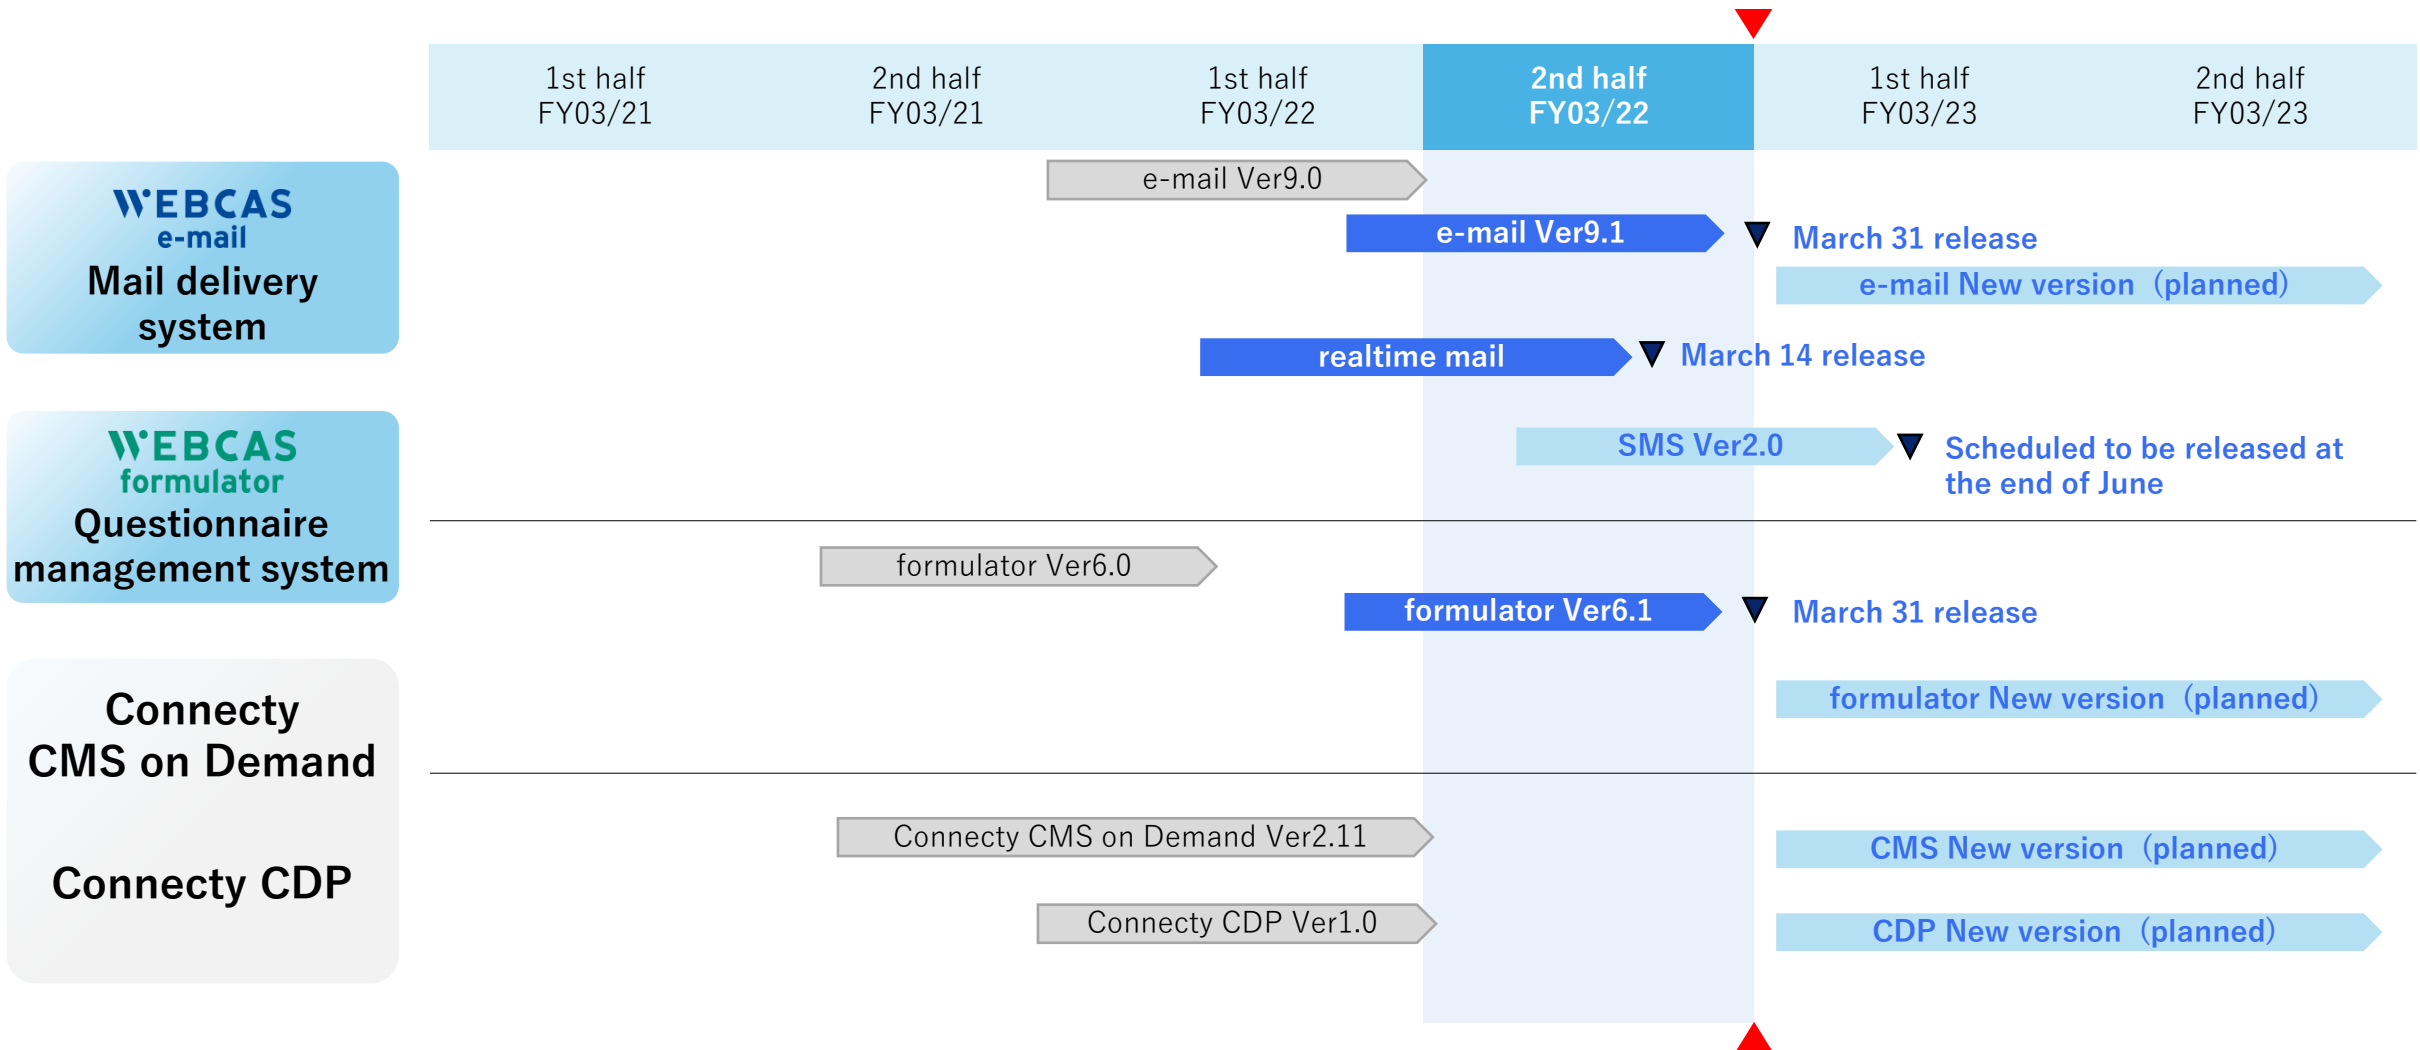 1st half
FY03/21
2nd half
FY03/21
1st half
FY03/22
2nd half
FY03/22
1st half
FY03/23
2nd half
FY03/23
WEBCAS
e-mail
Mail delivery
system
e-mail Ver9.0
e-mail Ver9.1
March 31 release
e-mail New version (planned)
realtime mail
March 14 release
SMS Ver2.0
Scheduled to be released at
the end of June
WEBCAS
formulator
Questionnaire
management system
formulator Ver6.0
formulator Ver6.1
March 31 release
formulator New version (planned)
Connecty
CMS on Demand
Connecty CDP
Connecty CMS on Demand Ver2.11
CMS New version (planned)
Connecty CDP Ver1.0
CDP New version (planned)